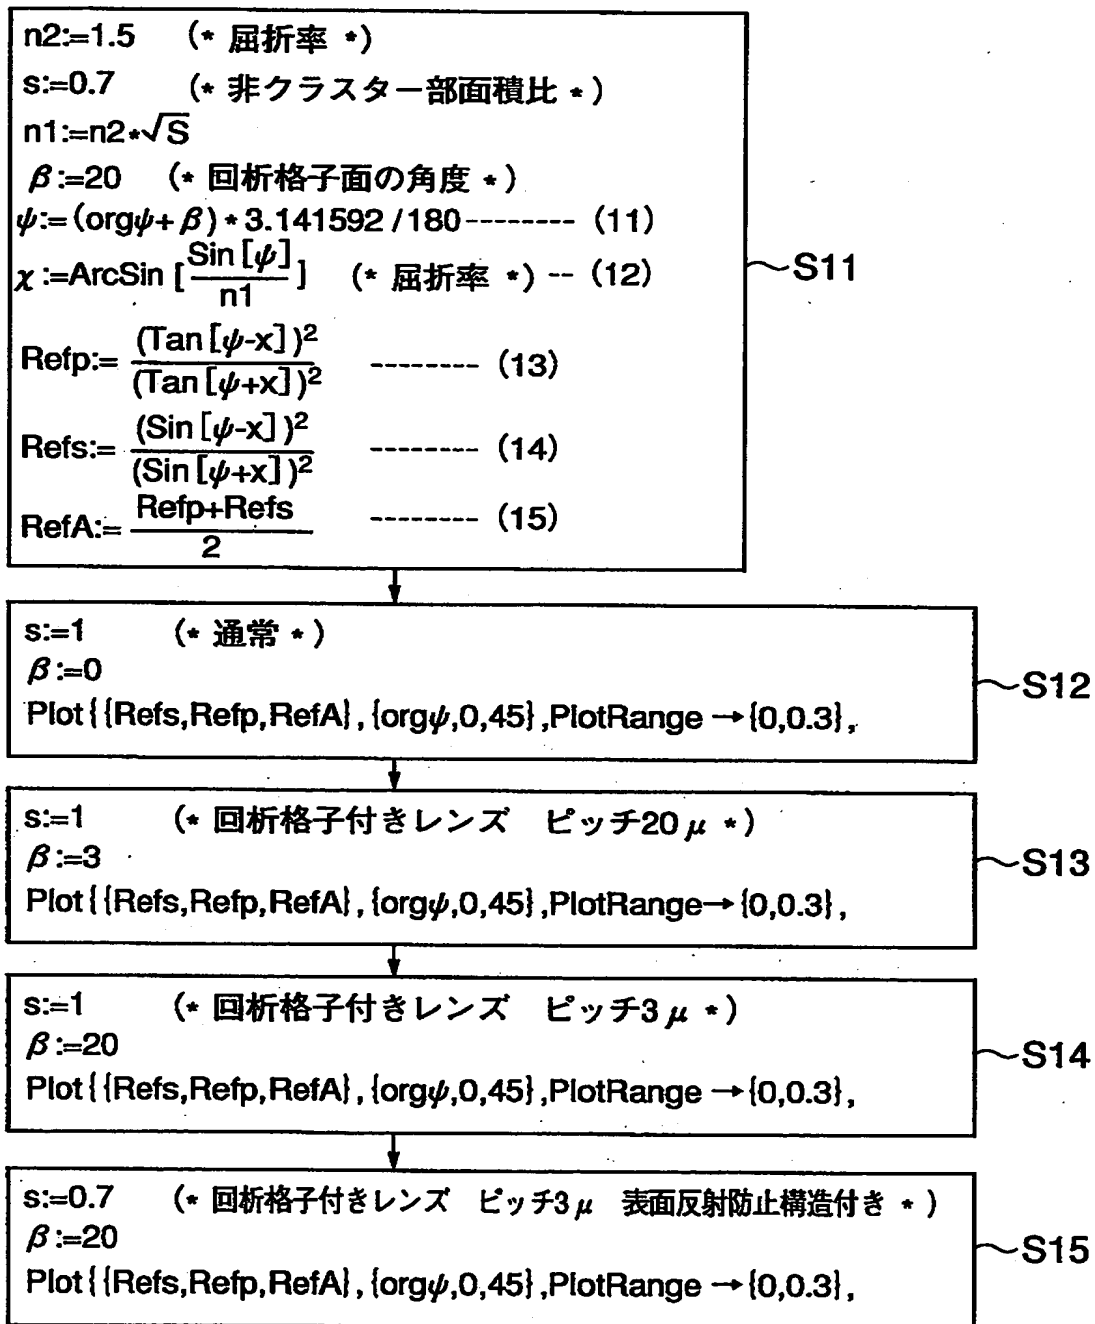 n2:=1.5 (* 屈折率 *)
s:=0.7 (* 非クラスター部面積比 *)
n1:=n2*√S
β:=20 (* 回析格子面の角度 *)
ψ:=(orgψ+β)*3.141592/180-------- (11)
χ:=ArcSin [Sin[ψ]/n1] (* 屈折率 *) -- (12)
S11
Refp:= (Tan[ψ-x])²/(Tan[ψ+x])² -------- (13)
Refs:= (Sin[ψ-x])²/(Sin[ψ+x])² -------- (14)
RefA:= Refp+Refs/2 -------- (15)
s:=1 (* 通常 *)
β:=0
S12
Plot{{Refs,Refp,RefA},{orgψ,0,45},PlotRange→{0,0.3},
s:=1 (* 回析格子付きレンズ ピッチ20μ *)
β:=3
S13
Plot{{Refs,Refp,RefA},{orgψ,0,45},PlotRange→{0,0.3},
s:=1 (* 回析格子付きレンズ ピッチ3μ *)
β:=20
S14
Plot{{Refs,Refp,RefA},{orgψ,0,45},PlotRange→{0,0.3},
s:=0.7 (* 回析格子付きレンズ ピッチ3μ 表面反射防止構造付き *)
β:=20
S15
Plot{{Refs,Refp,RefA},{orgψ,0,45},PlotRange→{0,0.3},